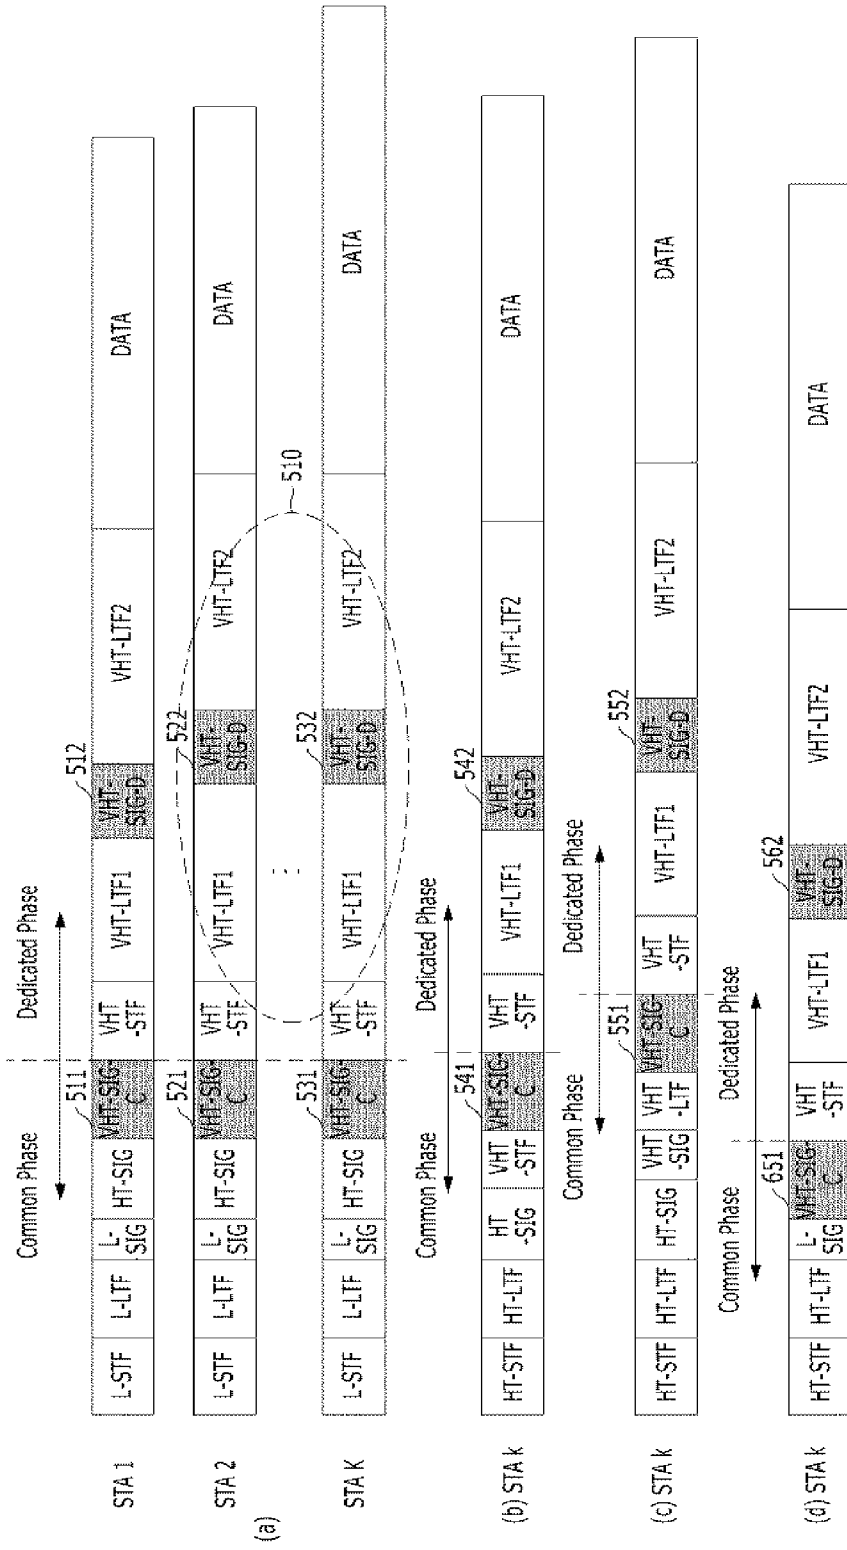 Common Phase Dedicated Phase
511 512
STA 1 L-STF L-LTF L-SIG HT-SIG VHT-SIG-C VHT-STF VHT-LTF1 VHT-SIG-D VHT-LTF2 DATA
521 522
STA 2 L-STF L-LTF L-SIG HT-SIG VHT-SIG-C VHT-STF VHT-LTF1 VHT-SIG-D VHT-LTF2 DATA
(a)
510
531 532
STA K L-STF L-LTF L-SIG HT-SIG VHT-SIG-C VHT-STF VHT-LTF1 VHT-SIG-D VHT-LTF2 DATA
Common Phase Dedicated Phase
541 542
(b) STA k HT-STF HT-LTF HT-SIG VHT-STF VHT-SIG-C VHT-STF VHT-LTF1 VHT-SIG-D VHT-LTF2 DATA
Common Phase Dedicated Phase
551 552
(c) STA k HT-STF HT-LTF HT-SIG VHT-SIG VHT-LTF VHT-SIG-C VHT-STF VHT-LTF1 VHT-SIG-D VHT-LTF2 DATA
Common Phase Dedicated Phase
651 562
(d) STA k HT-STF HT-LTF L-SIG VHT-SIG-C VHT-STF VHT-LTF1 VHT-SIG-D VHT-LTF2 DATA